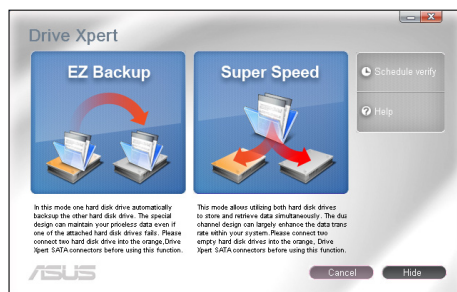 Drive Xpert
EZ Backup
Super Speed
Schedule verify
Help
In this mode one hard disk drive automatically
backsup the other hard disk drive. The special
design can maintain your priceless data even if
one of the attached hard disk drives fails. Please
connect two hard disk drive into the orange,Drive
Xpert SATA connectors before using this function.
This mode allows utilizing both hard disk drives
to store and retrieve data simultaneously. The dua
channel design can largely enhance the data trans
rate within your system.Please connect two
empty hard disk drives into the orange, Drive
Xpert SATA connectors before using this function.
ASUS
Cancel
Hide